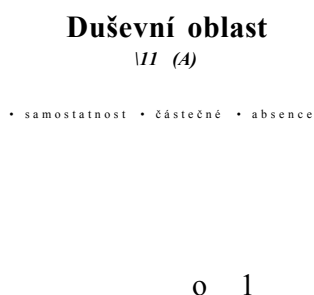 Duševní oblast
\11 (A)
• samostatnost • částečné • absence
o 1